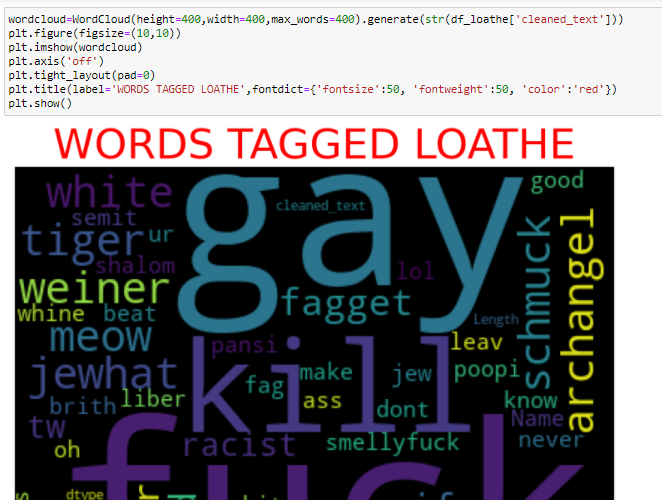 wordcloud=WordCloud(height=400,width=400,max_words=400).generate(str(df_loathe['cleaned_text']))
plt.figure(figsize=(10,10))
plt.imshow(wordcloud)
plt.axis('off')
plt.tight_layout(pad=0)
plt.title(label='WORDS TAGGED LOATHE',fontdict={'fontsize':50, 'fontweight':50, 'color':'red'})
plt.show()
WORDS TAGGED LOATHE
white
gay
good
semit
cleaned_text
tiger
ur
shalom
lol
schmuck
archangel
weiner
fagget
whine
beat
Length
meow
pansi
kill
leav
jewhat
fag
make
jew
poopi
brith
liber
ass
dont
know
tw
Name
oh
racist
smellyfuck
never
fuck
dtype
if